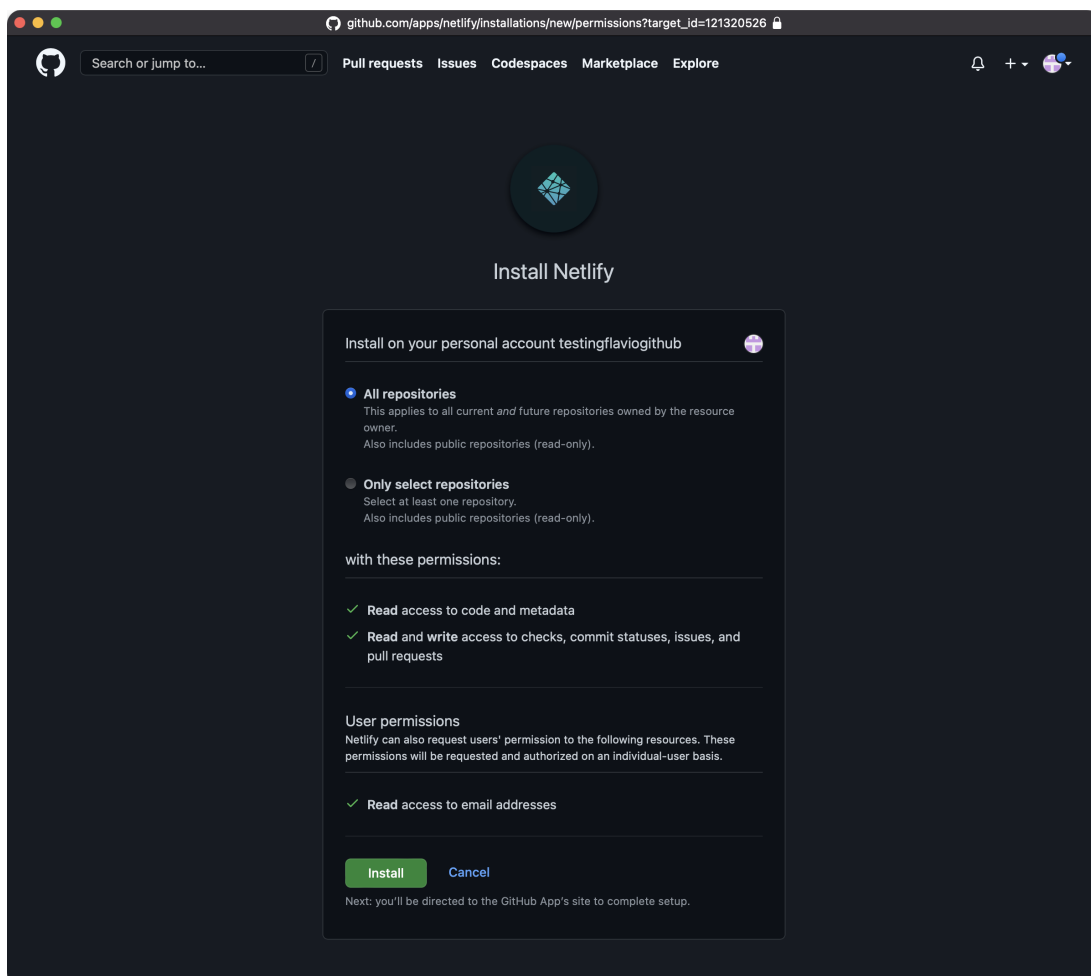 github.com/apps/netlify/installations/new/permissions?target_id=121320526
Search or jump to... / Pull requests Issues Codespaces Marketplace Explore
Install Netlify
Install on your personal account testingflaviogithub
All repositories
This applies to all current and future repositories owned by the resource
owner.
Also includes public repositories (read-only).
Only select repositories
Select at least one repository.
Also includes public repositories (read-only).
with these permissions:
Read access to code and metadata
Read and write access to checks, commit statuses, issues, and
pull requests
User permissions
Netlify can also request users' permission to the following resources. These
permissions will be requested and authorized on an individual-user basis.
Read access to email addresses
Install Cancel
Next: you'll be directed to the GitHub App's site to complete setup.